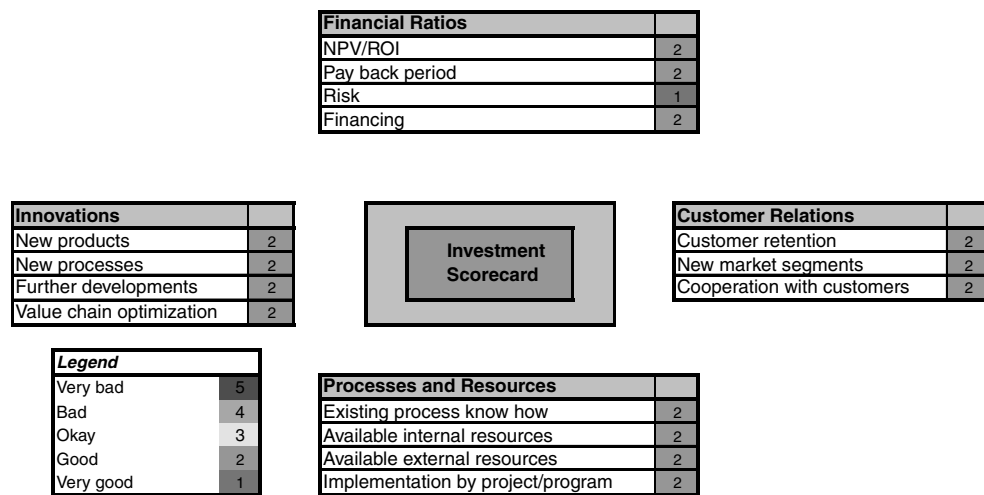 Financial Ratios
NPV/ROI 2
Pay back period 2
Risk 1
Financing 2
Innovations
New products 2
New processes 2
Further developments 2
Value chain optimization 2
Investment
Scorecard
Customer Relations
Customer retention 2
New market segments 2
Cooperation with customers 2
Legend
Very bad 5
Bad 4
Okay 3
Good 2
Very good 1
Processes and Resources
Existing process know how 2
Available internal resources 2
Available external resources 2
Implementation by project/program 2